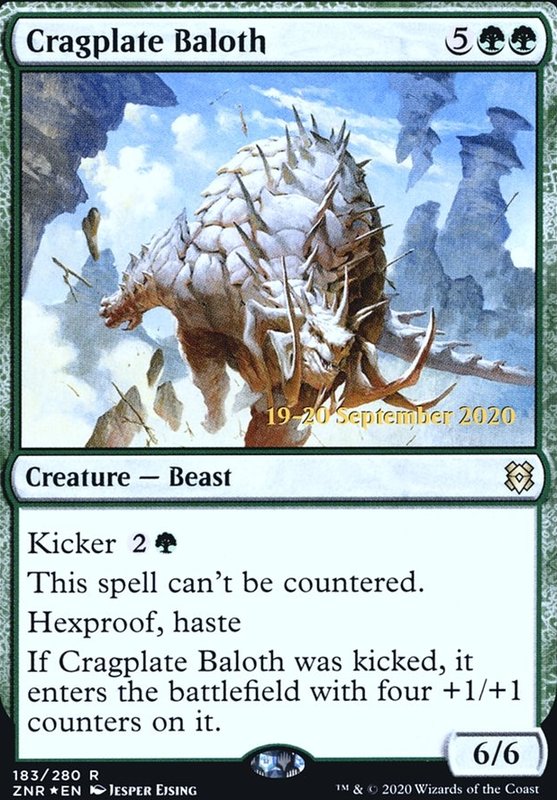 Cragplate Baloth 5
19–20 September 2020
Creature — Beast
Kicker 2
This spell can't be countered.
Hexproof, haste
If Cragplate Baloth was kicked, it
enters the battlefield with four +1/+1
counters on it.
6/6
183/280 R
ZNR ★ EN Jesper Eising
™ & © 2020 Wizards of the Coast